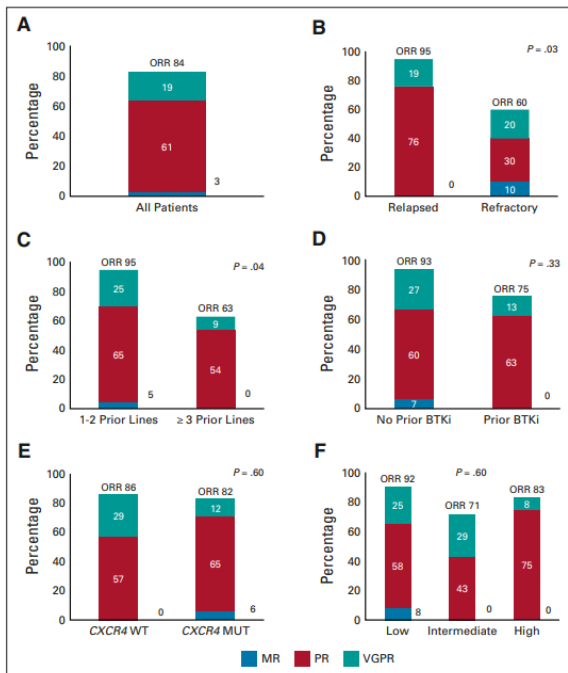 A
100
80
60
40
20
0
Percentage
ORR 84
19
61
3
All Patients
B
100
80
60
40
20
0
Percentage
P = .03
ORR 95
19
76
0
Relapsed
ORR 60
20
30
10
Refractory
C
100
80
60
40
20
0
Percentage
P = .04
ORR 95
25
65
5
1-2 Prior Lines
ORR 63
9
54
0
≥ 3 Prior Lines
D
100
80
60
40
20
0
Percentage
P = .33
ORR 93
27
60
7
No Prior BTKi
ORR 75
13
63
0
Prior BTKi
E
100
80
60
40
20
0
Percentage
P = .60
ORR 86
29
57
0
CXCR4 WT
ORR 82
12
65
6
CXCR4 MUT
F
100
80
60
40
20
0
Percentage
P = .60
ORR 92
25
58
8
Low
ORR 71
29
43
0
Intermediate
ORR 83
8
75
0
High
MR PR VGPR